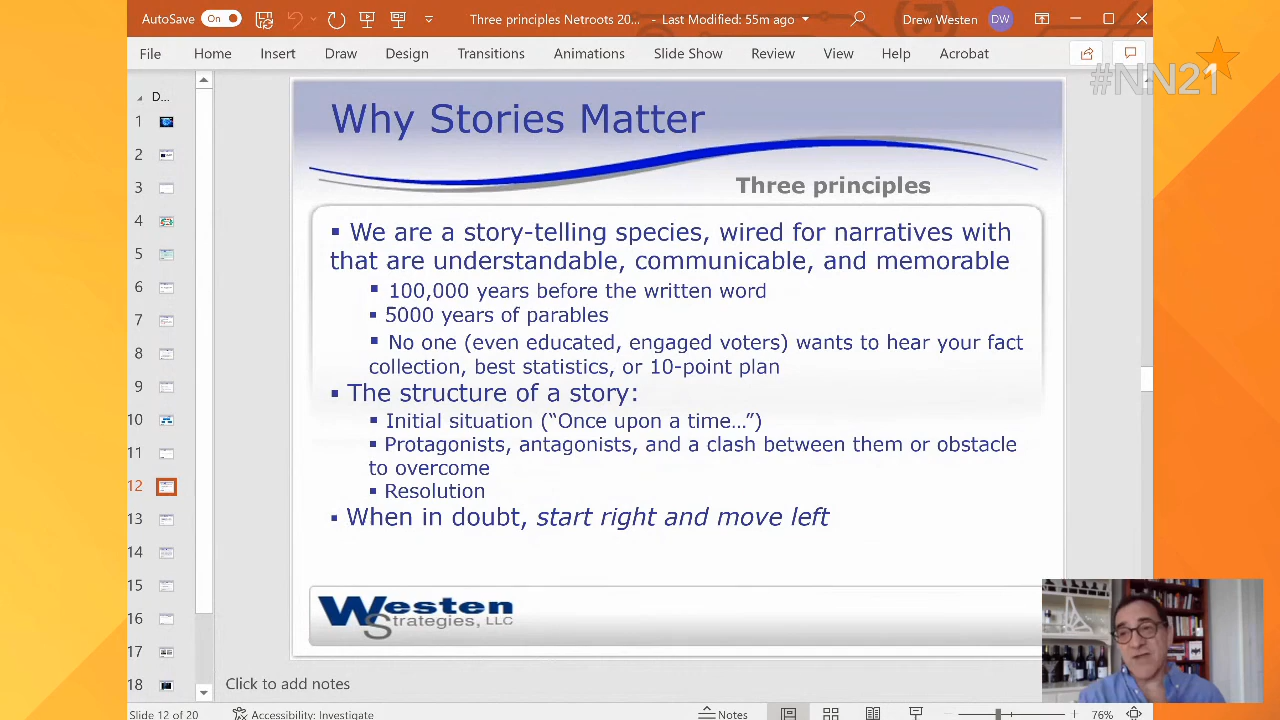 AutoSave On Three principles Netroots 20... — Last Modified: 55m ago Drew Westen DW
File Home Insert Draw Design Transitions Animations Slide Show Review View Help Acrobat
#NN21
D...
1
2
3
4
5
6
7
8
9
10
11
12
13
14
15
16
17
18
Why Stories Matter
Three principles
▪ We are a story-telling species, wired for narratives with
that are understandable, communicable, and memorable
▪ 100,000 years before the written word
▪ 5000 years of parables
▪ No one (even educated, engaged voters) wants to hear your fact
collection, best statistics, or 10-point plan
▪ The structure of a story:
▪ Initial situation (“Once upon a time…”)
▪ Protagonists, antagonists, and a clash between them or obstacle
to overcome
▪ Resolution
▪ When in doubt, start right and move left
Westen
Strategies, LLC
Click to add notes
Slide 12 of 20 Accessibility: Investigate Notes 76%